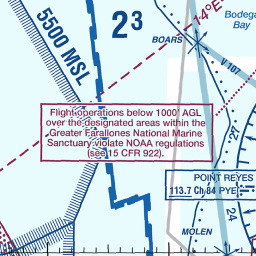 5500 MSL
2³
14°E
Bodega
Bay
BOARS
V 107
Flight operations below 1000' AGL
over the designated areas within the
Greater Farallones National Marine
Sanctuary violate NOAA regulations
(see 15 CFR 922).
POINT REYES
113.7 Ch 84 PYE
24
21
MOLEN